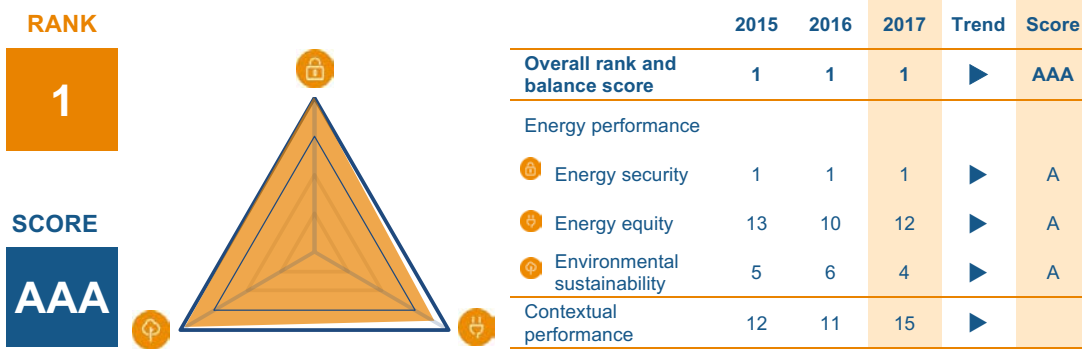 RANK
1
SCORE
AAA
2015 2016 2017 Trend Score
Overall rank and
balance score 1 1 1 AAA
Energy performance
Energy security 1 1 1 A
Energy equity 13 10 12 A
Environmental
sustainability 5 6 4 A
Contextual
performance 12 11 15